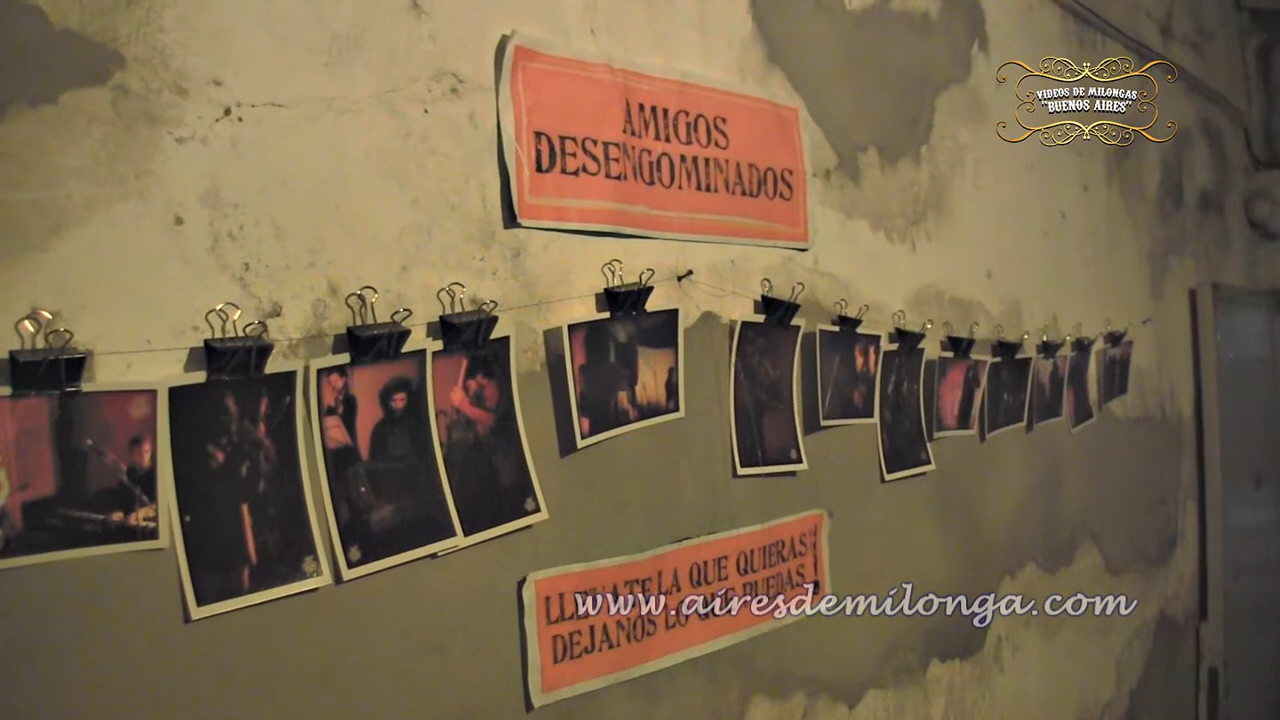 AMIGOS
DESENGOMINADOS
VIDEOS DE MILONGAS
"BUENOS AIRES"
LLEVATE LA QUE QUIERAS
DEJANOS LO QUE PUEDAS
www.airesdemilonga.com